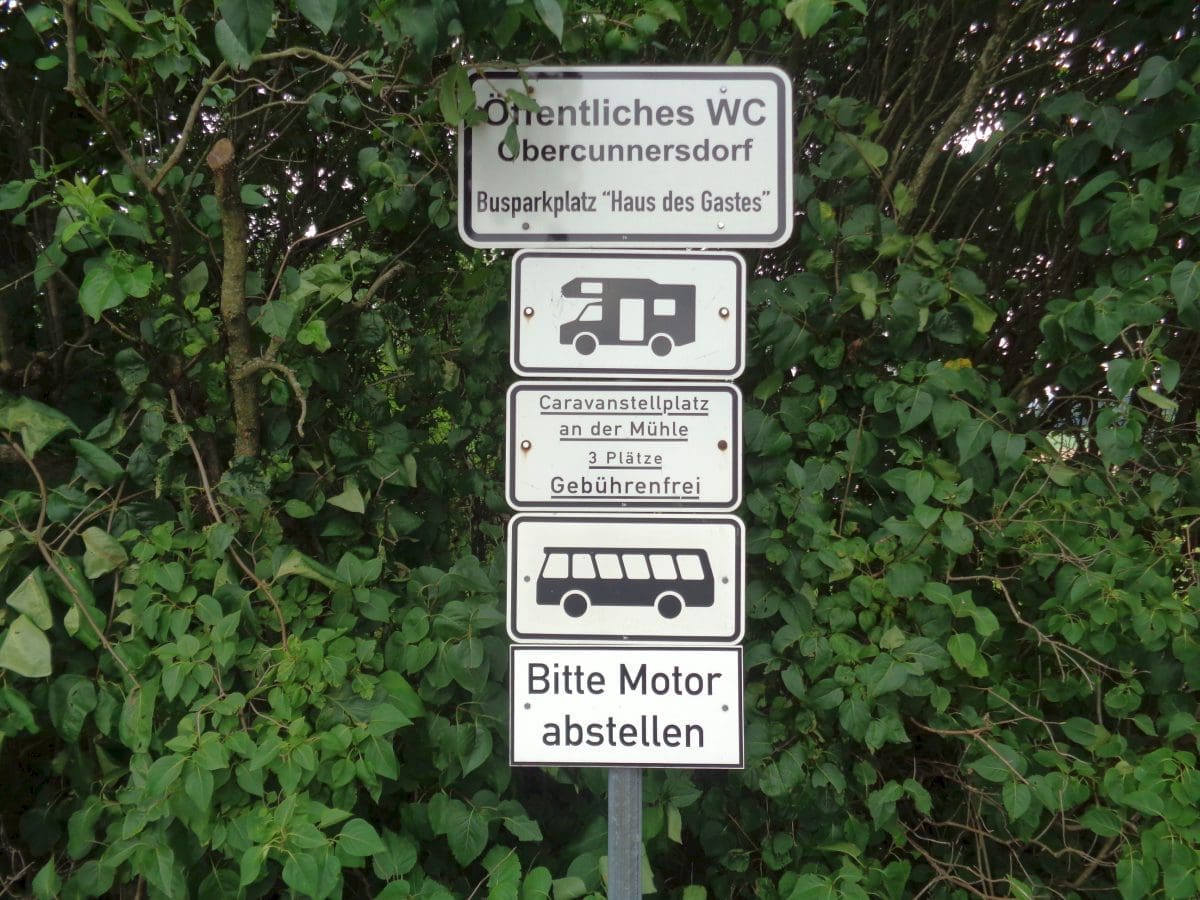 Öffentliches WC
Obercunnersdorf
Busparkplatz "Haus des Gastes"
Caravanstellplatz
an der Mühle
3 Plätze
Gebührenfrei
Bitte Motor
abstellen